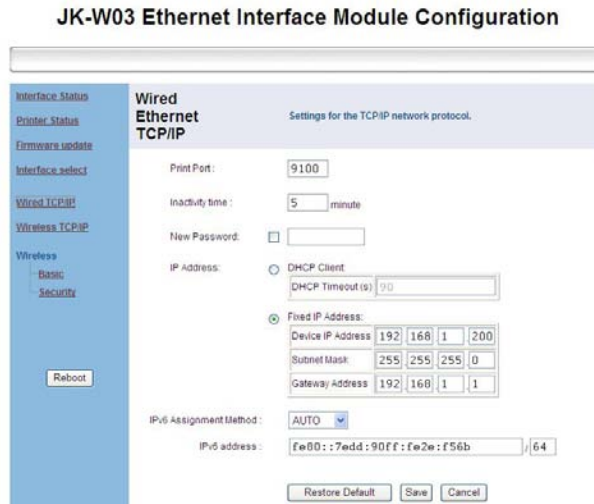 JK-W03 Ethernet Interface Module Configuration
Interface Status
Printer Status
Firmware update
Interface select
Wired TCP/IP
Wireless TCP/IP
Wireless
Basic
Security
Reboot
Wired
Ethernet
TCP/IP
Settings for the TCP/IP network protocol.
Print Port : 9100
Inactivity time : 5 minute
New Password:
IP Address: DHCP Client:
DHCP Timeout (s) 90
Fixed IP Address:
Device IP Address 192 .168 .1 .200
Subnet Mask 255 .255 .255 .0
Gateway Address 192 .168 .1 .1
IPv6 Assignment Method : AUTO
IPv6 address : fe80::7edd:90ff:fe2e:f56b / 64
Restore Default Save Cancel